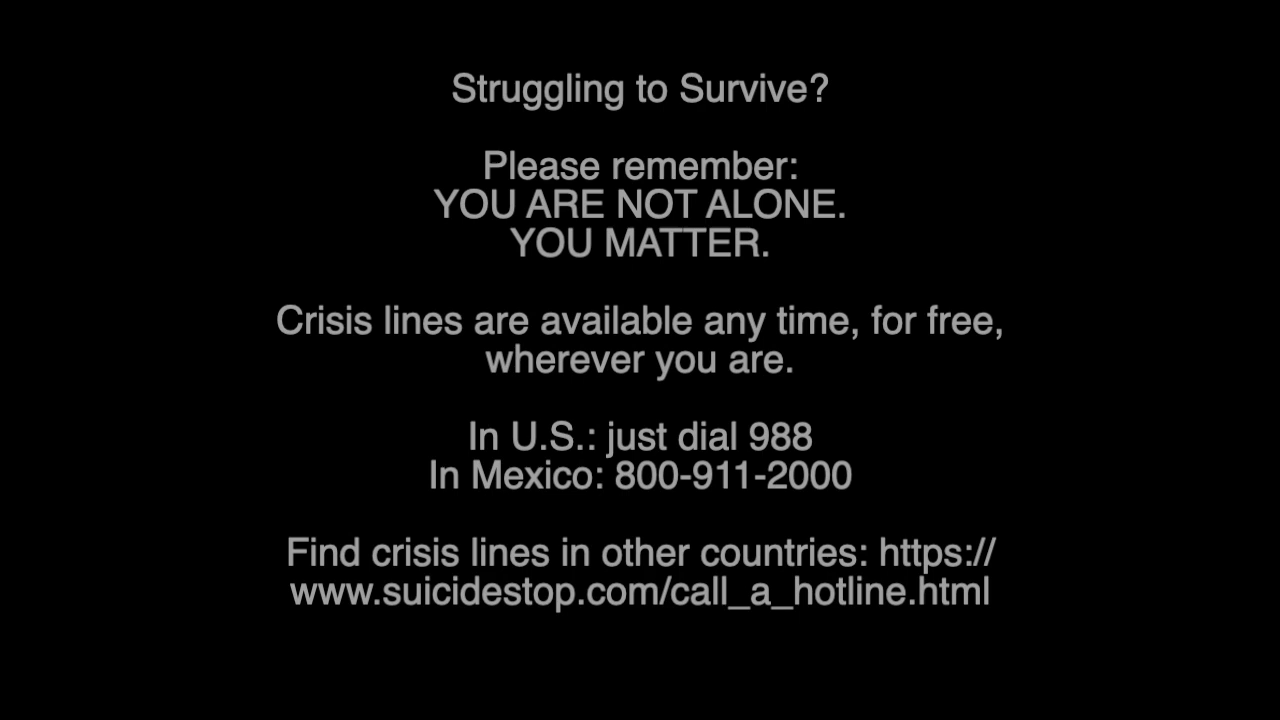 Struggling to Survive?
Please remember:
YOU ARE NOT ALONE.
YOU MATTER.
Crisis lines are available any time, for free,
wherever you are.
In U.S.: just dial 988
In Mexico: 800-911-2000
Find crisis lines in other countries: https://
www.suicidestop.com/call_a_hotline.html